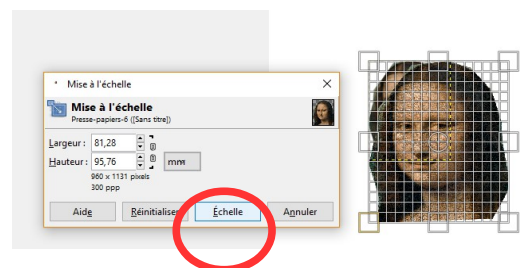 Mise à l'échelle
Mise à l'échelle
Presse-papiers-6 ([Sans titre])
Largeur : 81,28
Hauteur : 95,76 mm
960 x 1131 pixels
300 ppp
Aide Réinitialiser Échelle Annuler